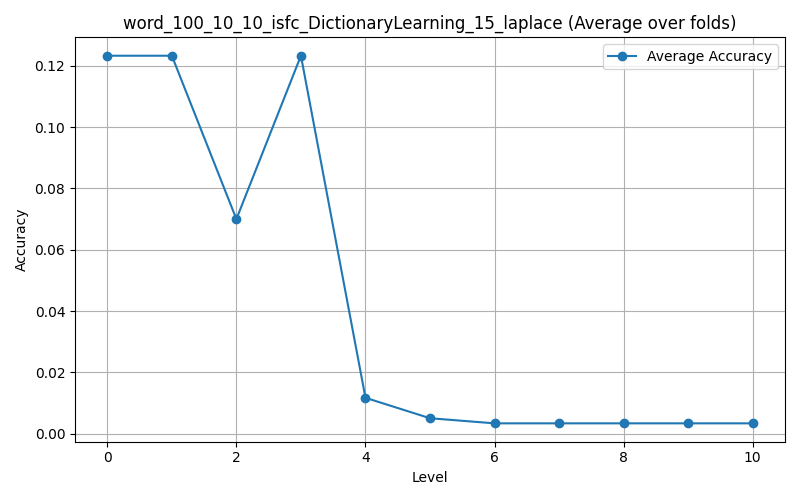 word_100_10_10_isfc_DictionaryLearning_15_laplace (Average over folds)
Average Accuracy
0.12
0.10
0.08
0.06
0.04
0.02
0.00
Accuracy
0 2 4 6 8 10
Level